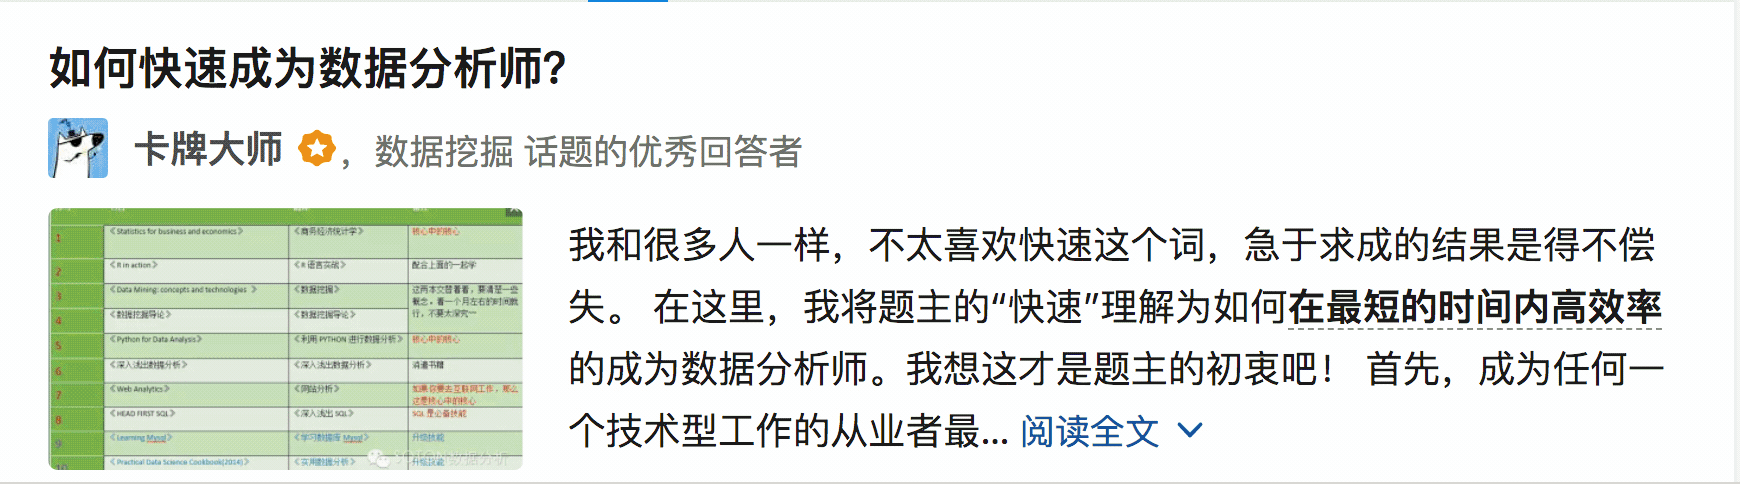 如何快速成为数据分析师?
卡牌大师 , 数据挖掘 话题的优秀回答者
1 《Statistics for business and economics》 《商务经济统计学》 核心中的核心
2 《R in action》 《R 语言实战》 配合上面的一起学
3 《Data Mining: concepts and technologies 》 《数据挖掘》 这两本交替着看，要清楚一些
概念，看一个月左右的时间就
4 《数据挖掘导论》 《数据挖掘导论》 行，不要太深究一
5 《Python for Data Analysis》 《利用 PYTHON 进行数据分析》 核心中的核心
6 《深入浅出数据分析》 《深入浅出数据分析》 消遣书籍
7 《Web Analytics》 《网站分析》 如果你要去互联网工作，那么
这是核心中的核心
8 《HEAD FIRST SQL》 《深入浅出 SQL》 SQL 是必备技能
9 《Learning Mysql》 《学习数据库 Mysql》 升级技能
10 《Practical Data Science Cookbook(2014)》 《实用数据分析》 升级技能
数据分析
我和很多人一样，不太喜欢快速这个词，急于求成的结果是得不偿
失。 在这里，我将题主的“快速”理解为如何在最短的时间内高效率
的成为数据分析师。我想这才是题主的初衷吧！ 首先，成为任何一
个技术型工作的从业者最... 阅读全文